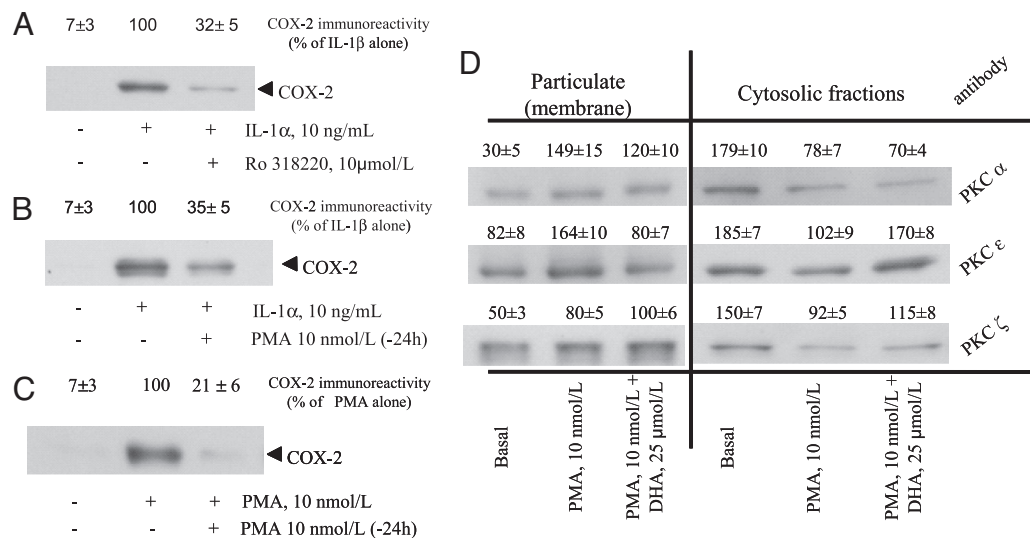 A
7±3 100 32± 5 COX-2 immunoreactivity
(% of IL-1β alone)
COX-2
- + + IL-1α, 10 ng/mL
- - + Ro 318220, 10μmol/L
B
7±3 100 35± 5 COX-2 immunoreactivity
(% of IL-1β alone)
COX-2
- + + IL-1α, 10 ng/mL
- - + PMA 10 nmol/L (-24h)
C
7±3 100 21 ± 6 COX-2 immunoreactivity
(% of PMA alone)
COX-2
- + + PMA, 10 nmol/L
- - + PMA 10 nmol/L (-24h)
D
Particulate
(membrane)
Cytosolic fractions
antibody
30±5 149±15 120±10 179±10 78±7 70±4
PKC α
82±8 164±10 80±7 185±7 102±9 170±8
PKC ε
50±3 80±5 100±6 150±7 92±5 115±8
PKC ζ
Basal
PMA, 10 nmol/L
PMA, 10 nmol/L +
DHA, 25 μmol/L
Basal
PMA, 10 nmol/L
PMA, 10 nmol/L +
DHA, 25 μmol/L